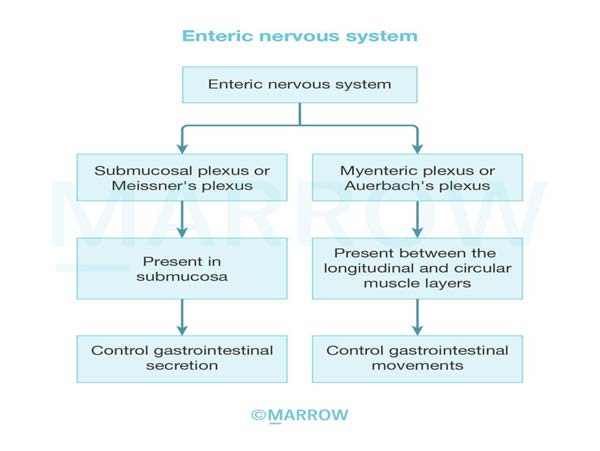 Enteric nervous system
Enteric nervous system
Submucosal plexus or
Meissner's plexus
Myenteric plexus or
Auerbach's plexus
MARROW
Present in
submucosa
Present between the
longitudinal and circular
muscle layers
Control gastrointestinal
secretion
Control gastrointestinal
movements
©MARROW